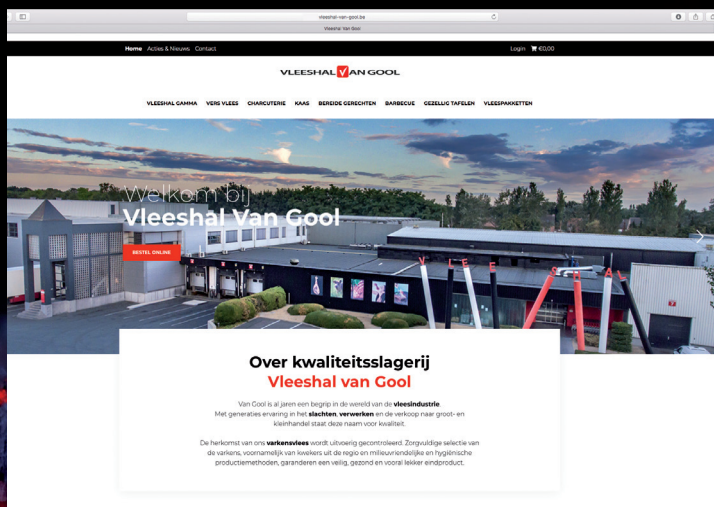 vleeshal-van-gool.be
Vleeshal Van Gool
Home Acties & Nieuws Contact
Login €0,00
VLEESHAL VAN GOOL
VLEESHAL GAMMA VERS VLEES CHARCUTERIE KAAS BEREIDE GERECHTEN BARBECUE GEZELLIG TAFELEN VLEESPAKKETTEN
Welkom bij
Vleeshal Van Gool
BESTEL ONLINE
VLEESHAL
Over kwaliteitsslagerij
Vleeshal van Gool
Van Gool is al jaren een begrip in de wereld van de vleesindustrie.
Met generaties ervaring in het slachten, verwerken en de verkoop naar groot- en
kleinhandel staat deze naam voor kwaliteit.
De herkomst van ons varkensvlees wordt uitvoerig gecontroleerd. Zorgvuldige selectie van
de varkens, voornamelijk van kwekers uit de regio en milieuvriendelijke en hygiënische
productiemethoden, garanderen een veilig, gezond en vooral lekker eindproduct.